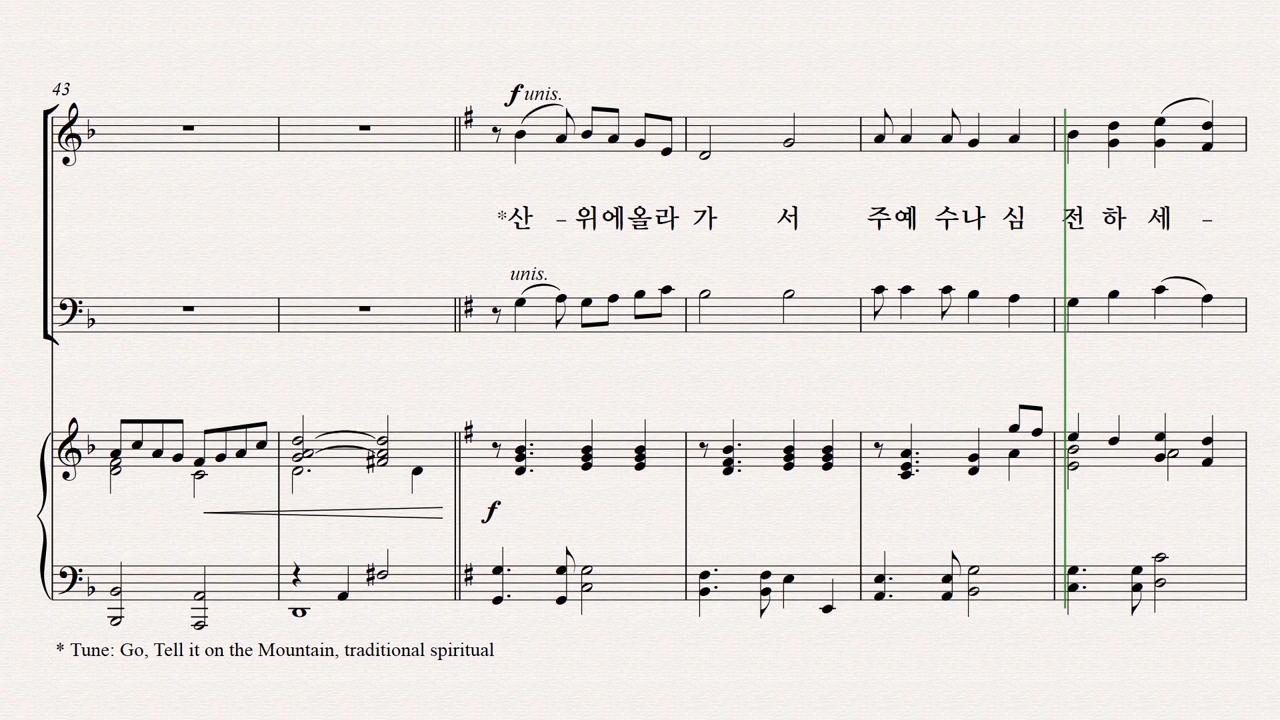 43
f unis.
*산 – 위에올라 가 서 주예 수나 심 전 하 세 –
unis.
f
* Tune: Go, Tell it on the Mountain, traditional spiritual